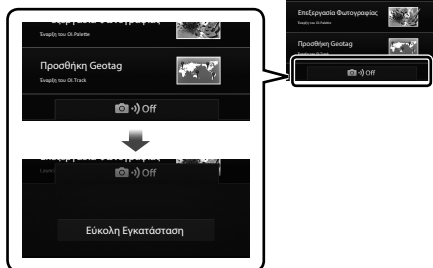 Επεξεργασία Φωτογραφίας
Έναρξη του OI.Palette
Προσθήκη Geotag
Έναρξη του OI.Track
Off
Επεξεργασία Φωτογραφίας
Έναρξη του OI.Palette
Προσθήκη Geotag
Έναρξη του OI.Track
Off
Off
Εύκολη Εγκατάσταση